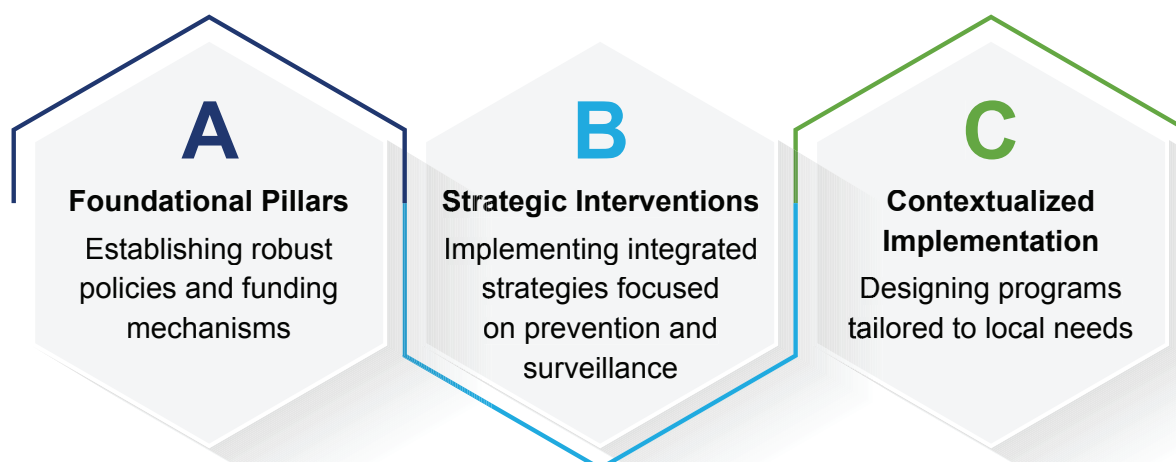 A
Foundational Pillars
Establishing robust
policies and funding
mechanisms
B
Strategic Interventions
Implementing integrated
strategies focused
on prevention and
surveillance
C
Contextualized
Implementation
Designing programs
tailored to local needs